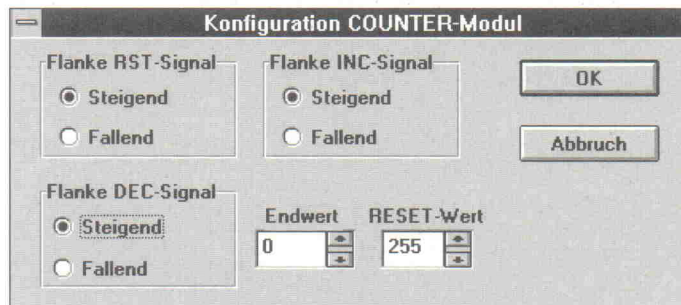 Konfiguration COUNTER-Modul
Flanke RST-Signal
Steigend
Fallend
Flanke INC-Signal
Steigend
Fallend
OK
Abbruch
Flanke DEC-Signal
Steigend
Fallend
Endwert
0
RESET-Wert
255